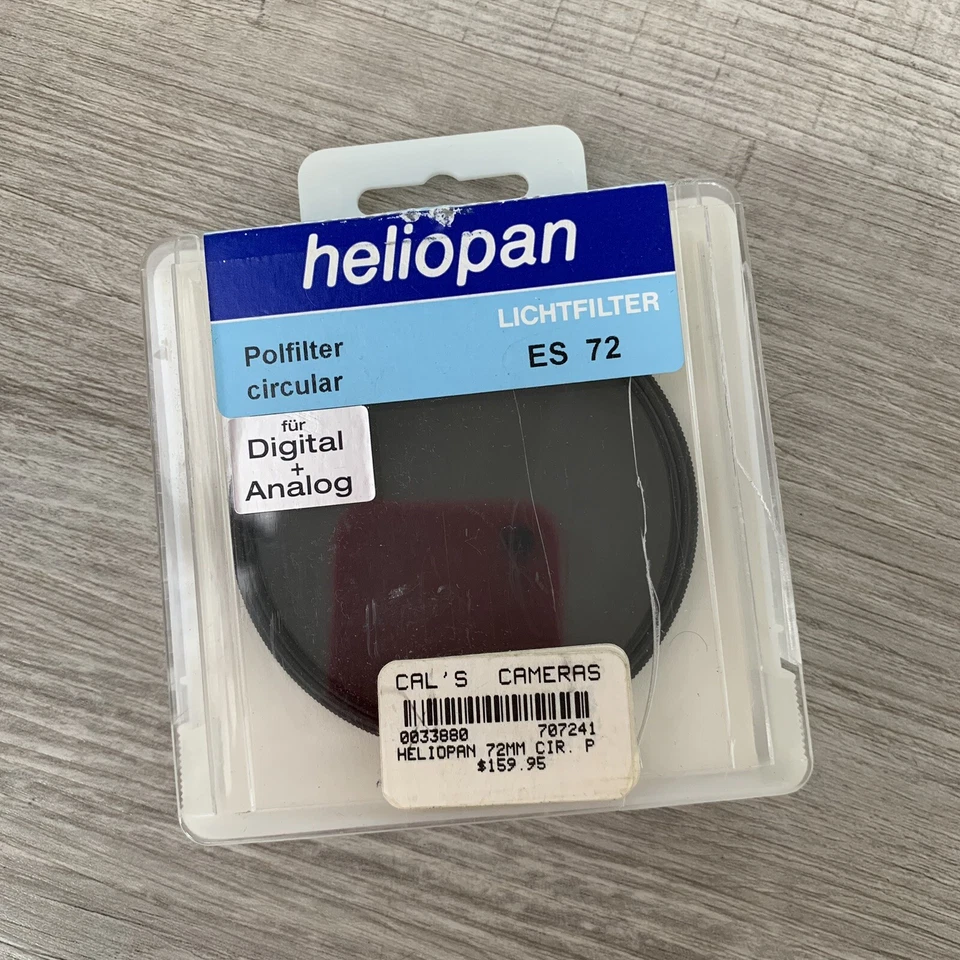 heliopan
LICHTFILTER
Polfilter
circular
ES 72
für
Digital
+
Analog
CAL'S CAMERAS
0033880 707241
HELIOPAN 72MM CIR. P
$159.95